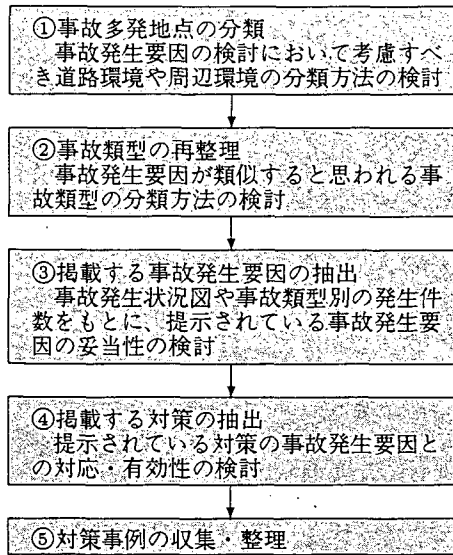 ①事故多発地点の分類
事故発生要因の検討において考慮すべ
き道路環境や周辺環境の分類方法の検討
②事故類型の再整理
事故発生要因が類似すると思われる事
故類型の分類方法の検討
③掲載する事故発生要因の抽出
事故発生状況図や事故類型別の発生件
数をもとに、提示されている事故発生要
因の妥当性の検討
④掲載する対策の抽出
提示されている対策の事故発生要因と
の対応・有効性の検討
⑤対策事例の収集・整理